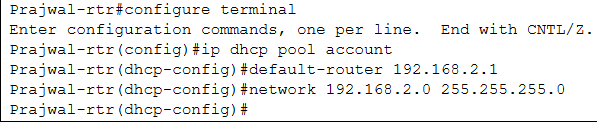 Prajwal-rtr#configure terminal
Enter configuration commands, one per line.  End with CNTL/Z.
Prajwal-rtr(config)#ip dhcp pool account
Prajwal-rtr(dhcp-config)#default-router 192.168.2.1
Prajwal-rtr(dhcp-config)#network 192.168.2.0 255.255.255.0
Prajwal-rtr(dhcp-config)#